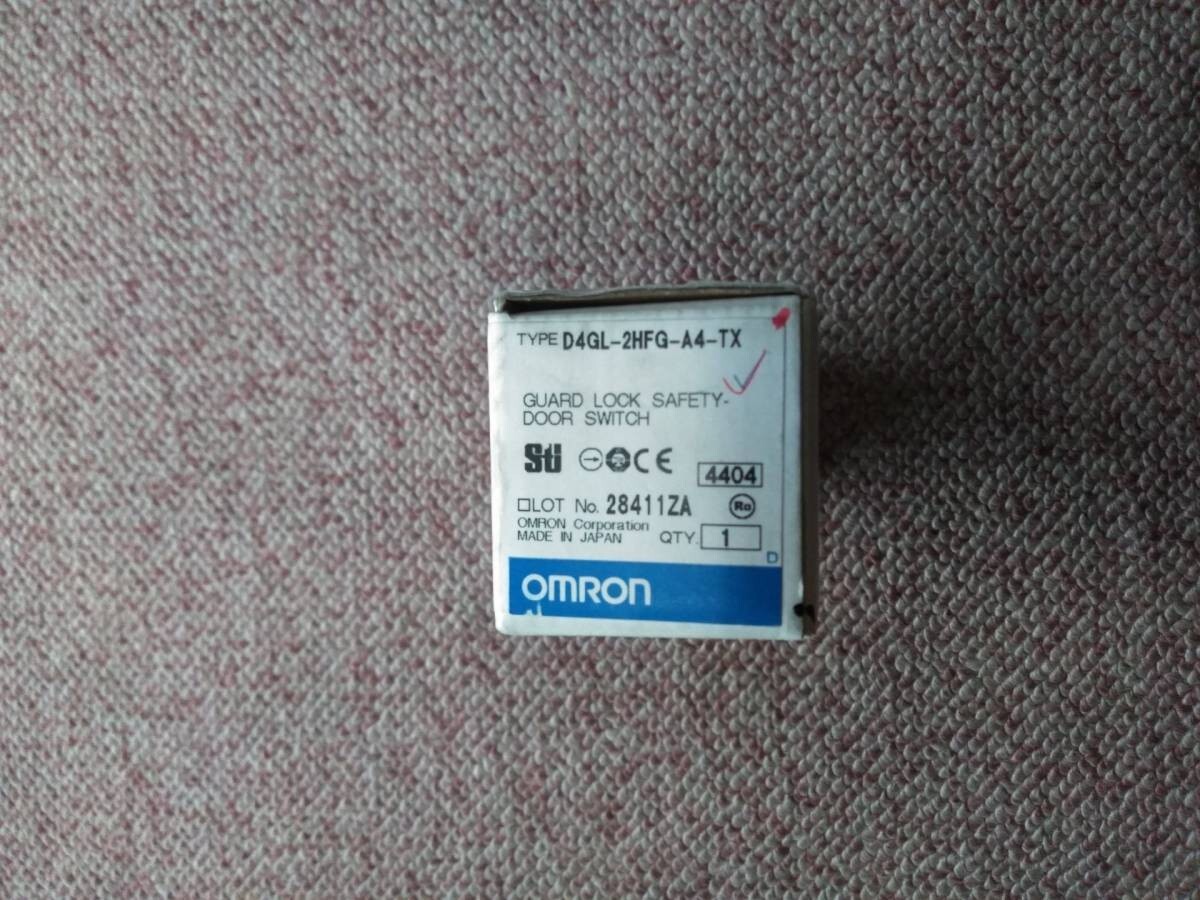 TYPE D4GL-2HFG-A4-TX
GUARD LOCK SAFETY-
DOOR SWITCH
Sti CE
4404
LOT No. 28411ZA
OMRON Corporation
MADE IN JAPAN QTY. 1
D
OMRON